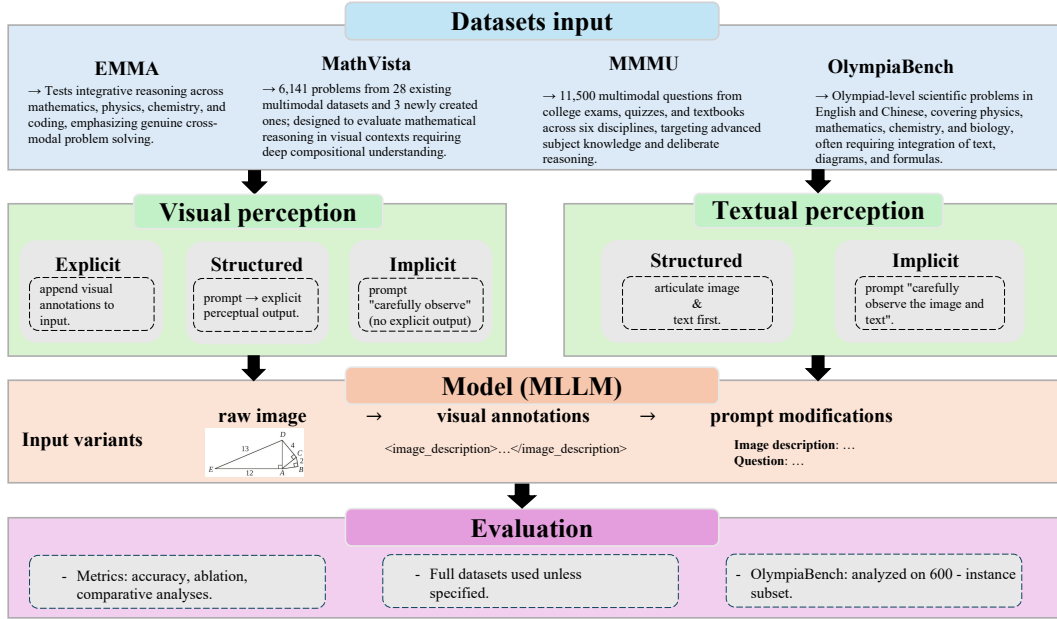 Datasets input
EMMA
→ Tests integrative reasoning across
mathematics, physics, chemistry, and
coding, emphasizing genuine cross-
modal problem solving.
MathVista
→ 6,141 problems from 28 existing
multimodal datasets and 3 newly created
ones; designed to evaluate mathematical
reasoning in visual contexts requiring
deep compositional understanding.
MMMU
→ 11,500 multimodal questions from
college exams, quizzes, and textbooks
across six disciplines, targeting advanced
subject knowledge and deliberate
reasoning.
OlympiaBench
→ Olympiad-level scientific problems in
English and Chinese, covering physics,
mathematics, chemistry, and biology,
often requiring integration of text,
diagrams, and formulas.
Visual perception
Explicit
append visual
annotations to
input.
Structured
prompt → explicit
perceptual output.
Implicit
prompt
"carefully observe"
(no explicit output)
Textual perception
Structured
articulate image
&
text first.
Implicit
prompt "carefully
observe the image and
text".
Model (MLLM)
Input variants
raw image → visual annotations → prompt modifications
D
13
4
C
2
E
12
A
B
<image_description>…</image_description>
Image description: …
Question: …
Evaluation
- Metrics: accuracy, ablation,
comparative analyses.
- Full datasets used unless
specified.
- OlympiaBench: analyzed on 600 - instance
subset.